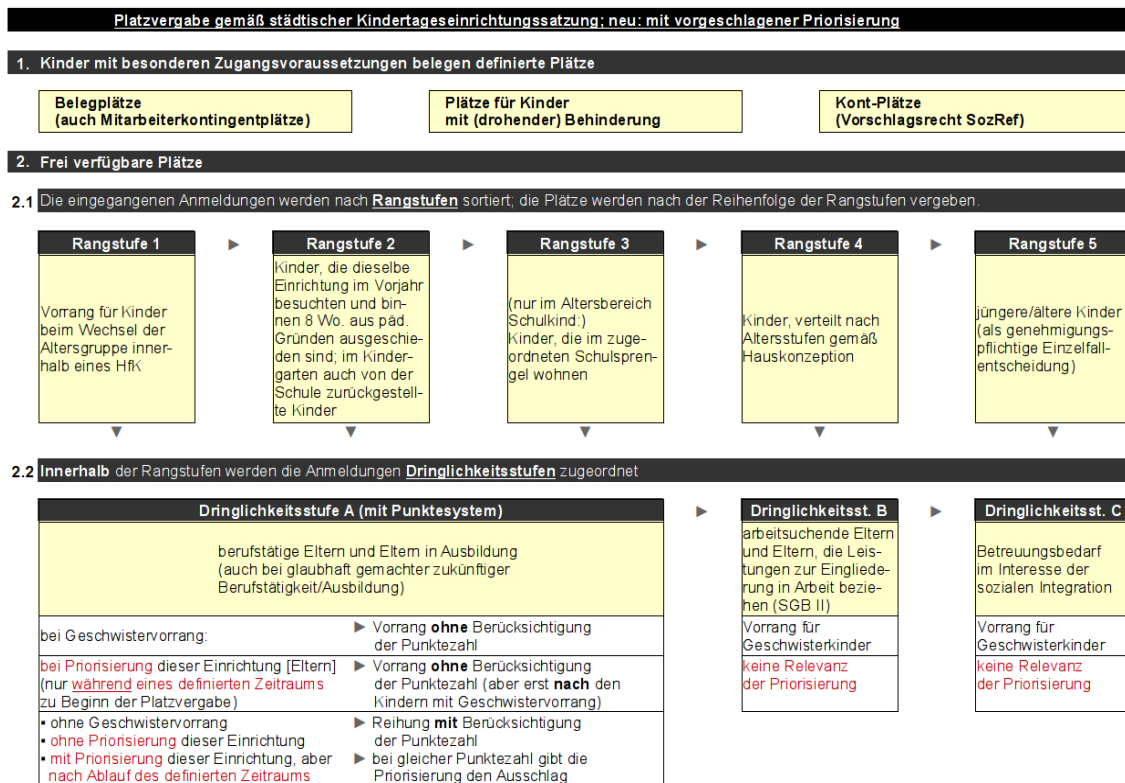 Platzvergabe gemäß städtischer Kindertageseinrichtungssatzung; neu: mit vorgeschlagener Priorisierung
1. Kinder mit besonderen Zugangsvoraussetzungen belegen definierte Plätze
Belegplätze
(auch Mitarbeiterkontingentplätze)
Plätze für Kinder
mit (drohender) Behinderung
Kont-Plätze
(Vorschlagsrecht SozRef)
2. Frei verfügbare Plätze
2.1 Die eingegangenen Anmeldungen werden nach Rangstufen sortiert; die Plätze werden nach der Reihenfolge der Rangstufen vergeben.
Rangstufe 1
Vorrang für Kinder
beim Wechsel der
Altersgruppe inner-
halb eines HfK
Rangstufe 2
Kinder, die dieselbe
Einrichtung im Vorjahr
besuchten und bin-
nen 8 Wo. aus päd.
Gründen ausgeschie-
den sind; im Kinder-
garten auch von der
Schule zurückgestell-
te Kinder
Rangstufe 3
(nur im Altersbereich
Schulkind:)
Kinder, die im zuge-
ordneten Schulspren-
gel wohnen
Rangstufe 4
Kinder, verteilt nach
Altersstufen gemäß
Hauskonzeption
Rangstufe 5
jüngere/ältere Kinder
(als genehmigungs-
pflichtige Einzelfall-
entscheidung)
2.2 Innerhalb der Rangstufen werden die Anmeldungen Dringlichkeitsstufen zugeordnet
Dringlichkeitsstufe A (mit Punktesystem)
berufstätige Eltern und Eltern in Ausbildung
(auch bei glaubhaft gemachter zukünftiger
Berufstätigkeit/Ausbildung)
bei Geschwistervorrang:
► Vorrang ohne Berücksichtigung
der Punktezahl
bei Priorisierung dieser Einrichtung [Eltern]
(nur während eines definierten Zeitraums
zu Beginn der Platzvergabe)
► Vorrang ohne Berücksichtigung
der Punktezahl (aber erst nach den
Kindern mit Geschwistervorrang)
▪ ohne Geschwistervorrang
▪ ohne Priorisierung dieser Einrichtung
▪ mit Priorisierung dieser Einrichtung, aber
nach Ablauf des definierten Zeitraums
► Reihung mit Berücksichtigung
der Punktezahl
► bei gleicher Punktezahl gibt die
Priorisierung den Ausschlag
Dringlichkeitsst. B
arbeitsuchende Eltern
und Eltern, die Leis-
tungen zur Eingliede-
rung in Arbeit bezie-
hen (SGB II)
Vorrang für
Geschwisterkinder
keine Relevanz
der Priorisierung
Dringlichkeitsst. C
Betreuungsbedarf
im Interesse der
sozialen Integration
Vorrang für
Geschwisterkinder
keine Relevanz
der Priorisierung